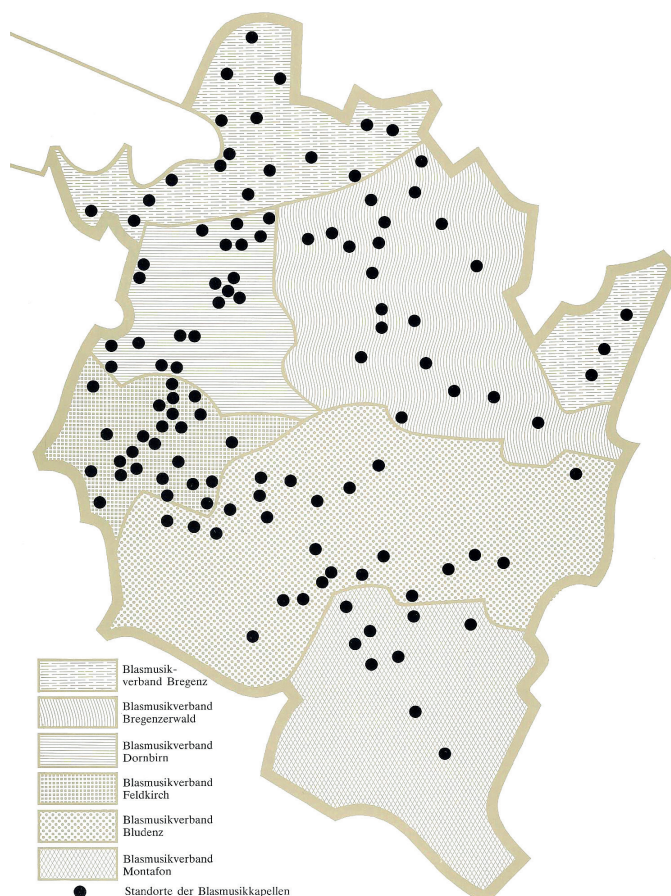 Blasmusik-
verband Bregenz
Blasmusikverband
Bregenzerwald
Blasmusikverband
Dornbirn
Blasmusikverband
Feldkirch
Blasmusikverband
Bludenz
Blasmusikverband
Montafon
Standorte der Blasmusikkapellen